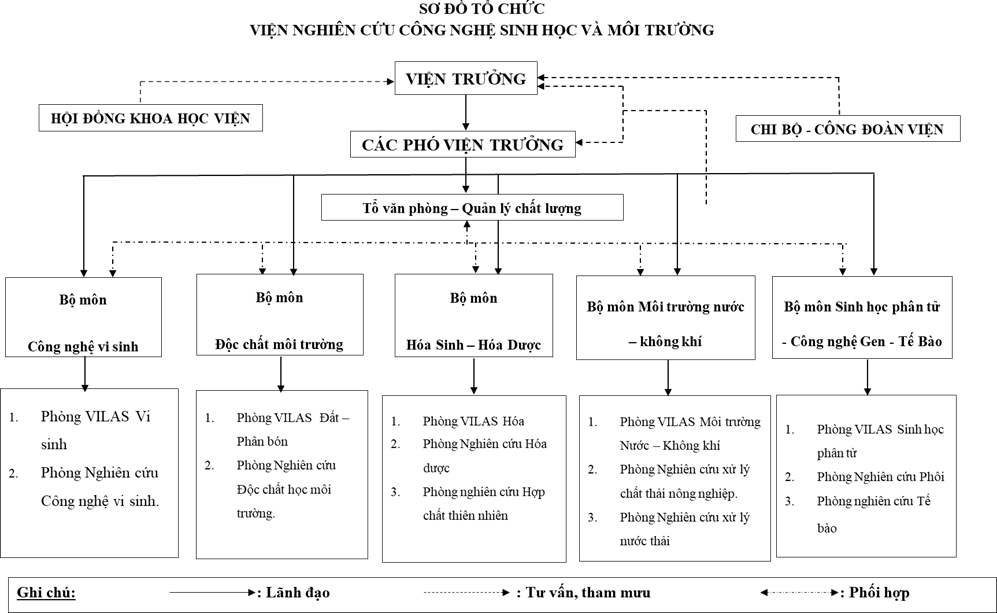 SƠ ĐỒ TỔ CHỨC
VIỆN NGHIÊN CỨU CÔNG NGHỆ SINH HỌC VÀ MÔI TRƯỜNG
VIỆN TRƯỞNG
HỘI ĐỒNG KHOA HỌC VIỆN
CHI BỘ - CÔNG ĐOÀN VIỆN
CÁC PHÓ VIỆN TRƯỞNG
Tổ văn phòng – Quản lý chất lượng
Bộ môn
Công nghệ vi sinh
Bộ môn
Độc chất môi trường
Bộ môn
Hóa Sinh – Hóa Dược
Bộ môn Môi trường nước
– không khí
Bộ môn Sinh học phân tử
- Công nghệ Gen - Tế Bào
1. Phòng VILAS Vi
sinh
2. Phòng Nghiên cứu
Công nghệ vi sinh.
1. Phòng VILAS Đất –
Phân bón
2. Phòng Nghiên cứu
Độc chất học môi
trường.
1. Phòng VILAS Hóa
2. Phòng Nghiên cứu Hóa
dược
3. Phòng nghiên cứu Hợp
chất thiên nhiên
1. Phòng VILAS Môi trường
Nước – Không khí
2. Phòng Nghiên cứu xử lý
chất thải nông nghiệp.
3. Phòng Nghiên cứu xử lý
nước thải
1. Phòng VILAS Sinh học
phân tử
2. Phòng Nghiên cứu Phôi
3. Phòng nghiên cứu Tế
bào
Ghi chú: : Lãnh đạo : Tư vấn, tham mưu : Phối hợp